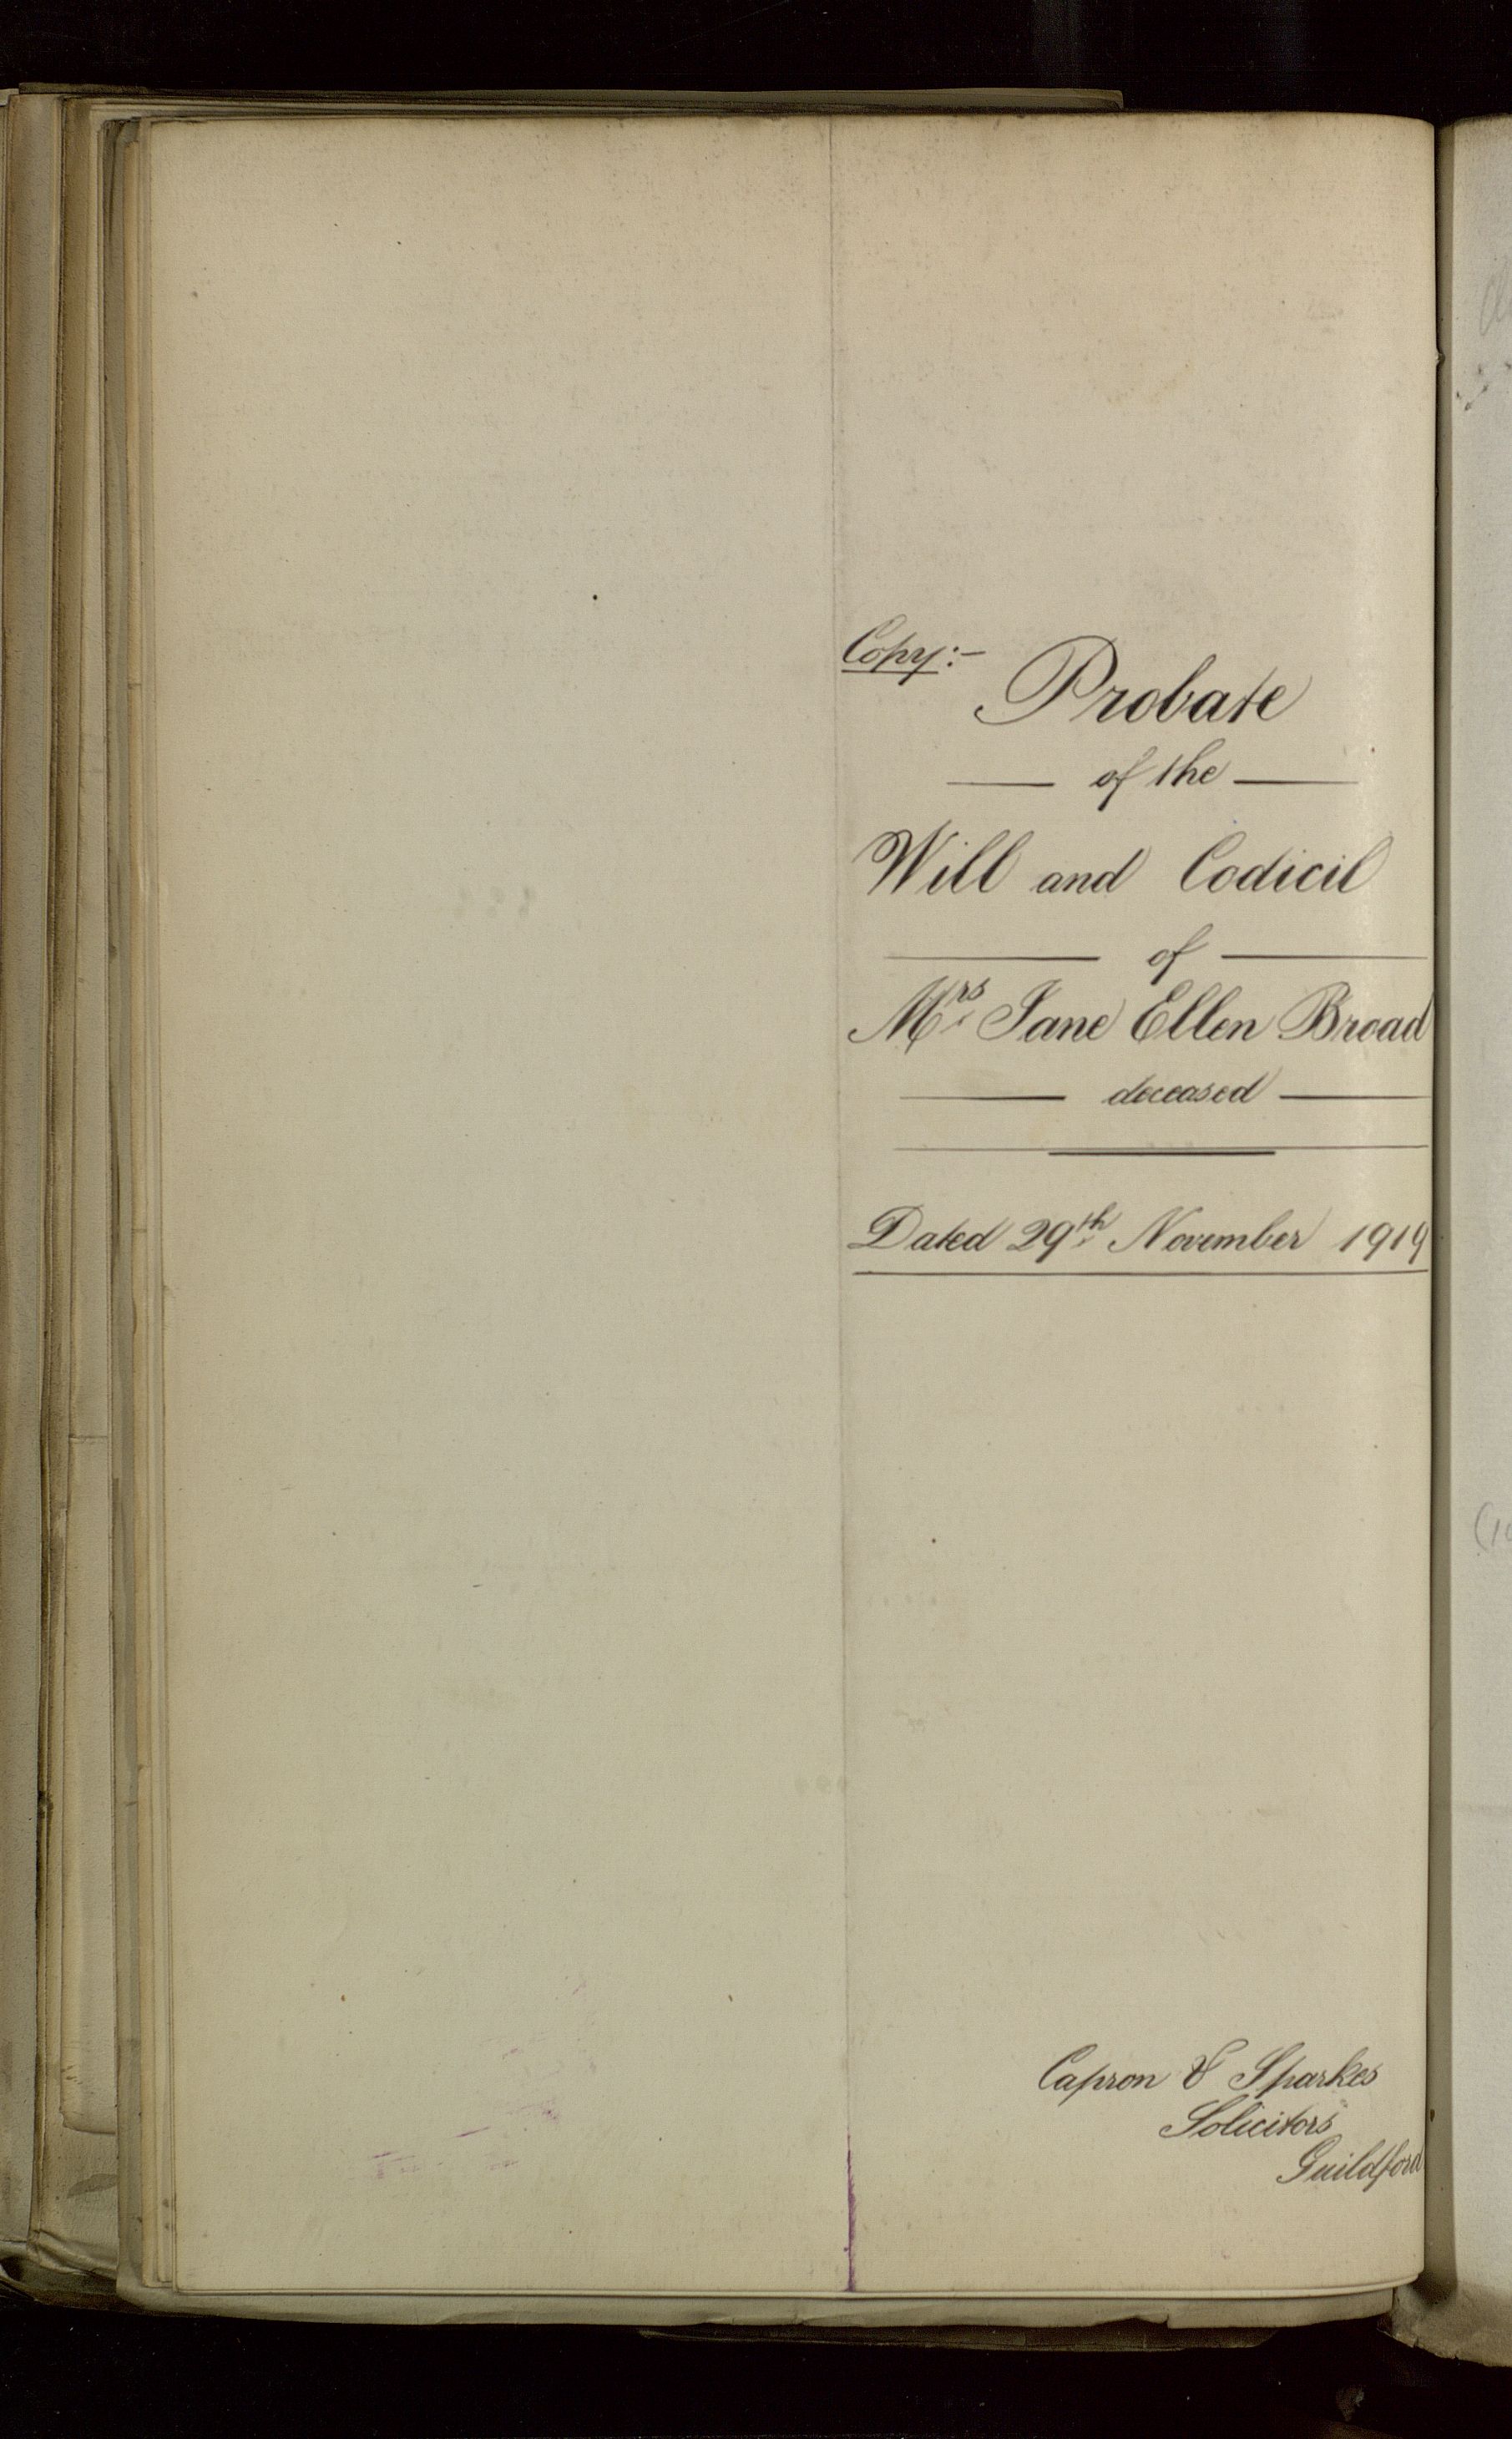 Copy:-
Probate
of the
Will and Codicil
of
Mrs Jane Ellen Broad
deceased
Dated 29th November 1919
Capron & Sparkes
Solicitors
Guildford